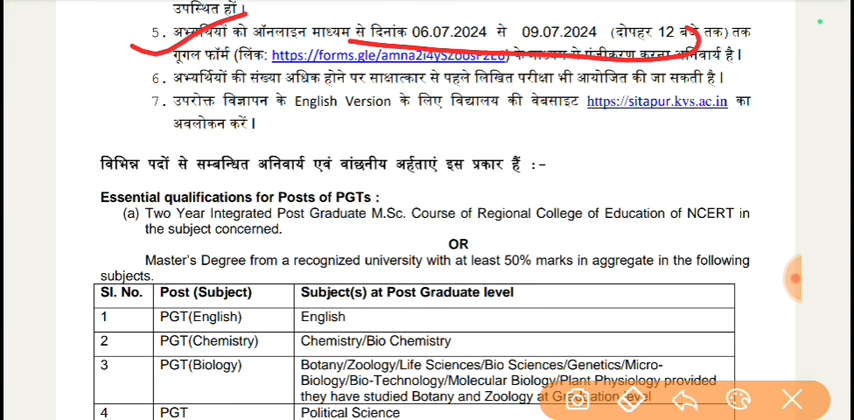 उपस्थित हों।
5. अभ्यर्थियों को ऑनलाइन माध्यम से दिनांक 06.07.2024 से 09.07.2024 (दोपहर 12 बजे तक) तक
गूगल फॉर्म (लिंक: https://forms.gle/ के माध्यम से पंजीकरण करना अनिवार्य है।
6. अभ्यर्थियों की संख्या अधिक होने पर साक्षात्कार से पहले लिखित परीक्षा भी आयोजित की जा सकती है।
7. उपरोक्त विज्ञापन के English Version के लिए विद्यालय की वेबसाइट https://sitapur.kvs.ac.in का
अवलोकन करें।
विभिन्न पदों से सम्बन्धित अनिवार्य एवं वांछनीय अर्हताएं इस प्रकार हैं :-
Essential qualifications for Posts of PGTs :
(a) Two Year Integrated Post Graduate M.Sc. Course of Regional College of Education of NCERT in
the subject concerned.
OR
Master's Degree from a recognized university with at least 50% marks in aggregate in the following
subjects.
Sl. No. Post (Subject) Subject(s) at Post Graduate level
1 PGT(English) English
2 PGT(Chemistry) Chemistry/Bio Chemistry
3 PGT(Biology) Botany/Zoology/Life Sciences/Bio Sciences/Genetics/Micro-
Biology/Bio-Technology/Molecular Biology/Plant Physiology provided
they have studied Botany and Zoology at Graduation level
4 PGT Political Science